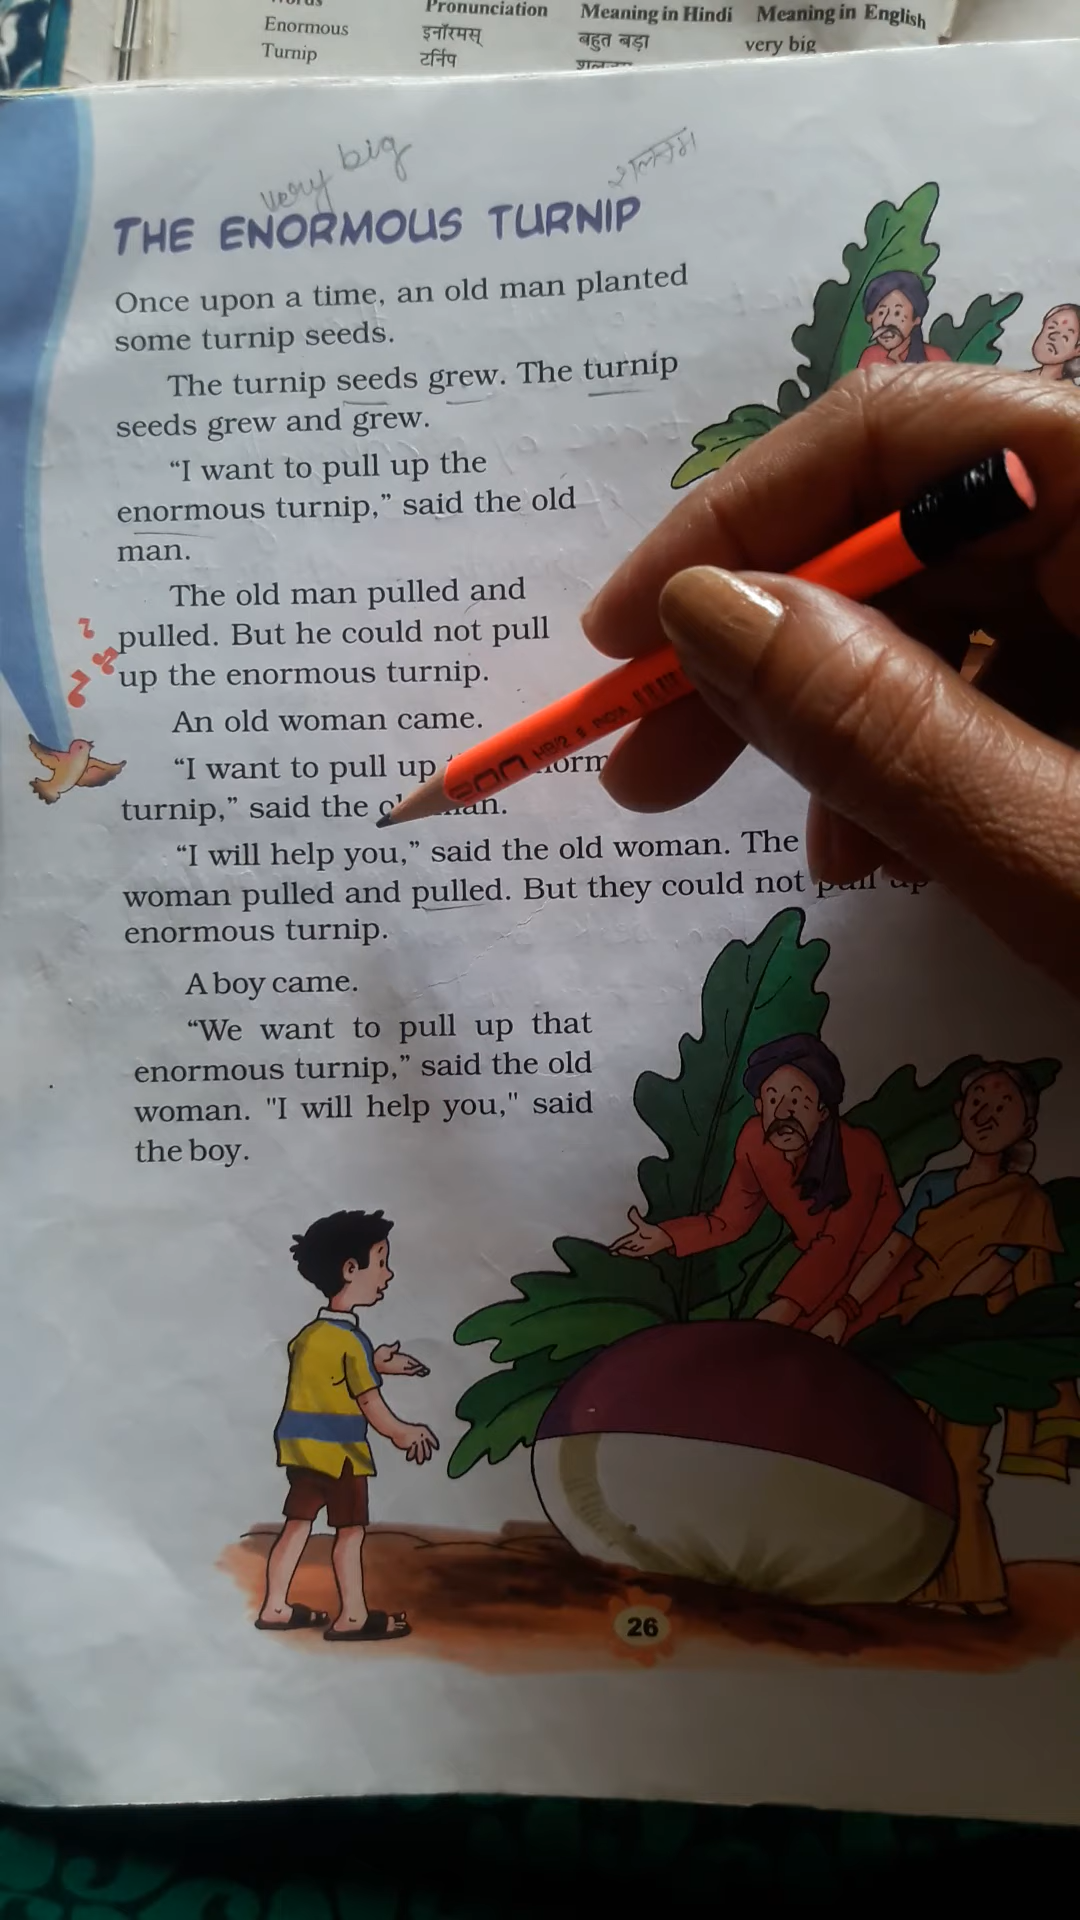 Pronunciation Meaning in Hindi Meaning in English
Enormous इनॉरमस् बहुत बड़ा very big
Turnip टर्निप
very big शलजम
THE ENORMOUS TURNIP
Once upon a time, an old man planted
some turnip seeds.
The turnip seeds grew. The turnip
seeds grew and grew.
“I want to pull up the
enormous turnip,” said the old
man.
The old man pulled and
pulled. But he could not pull
up the enormous turnip.
An old woman came.
“I want to pull up
turnip,” said the
“I will help you,” said the old woman. The
woman pulled and pulled. But they could not pull up
enormous turnip.
A boy came.
“We want to pull up that
enormous turnip,” said the old
woman. "I will help you," said
the boy.
HB/2 INDIA
26